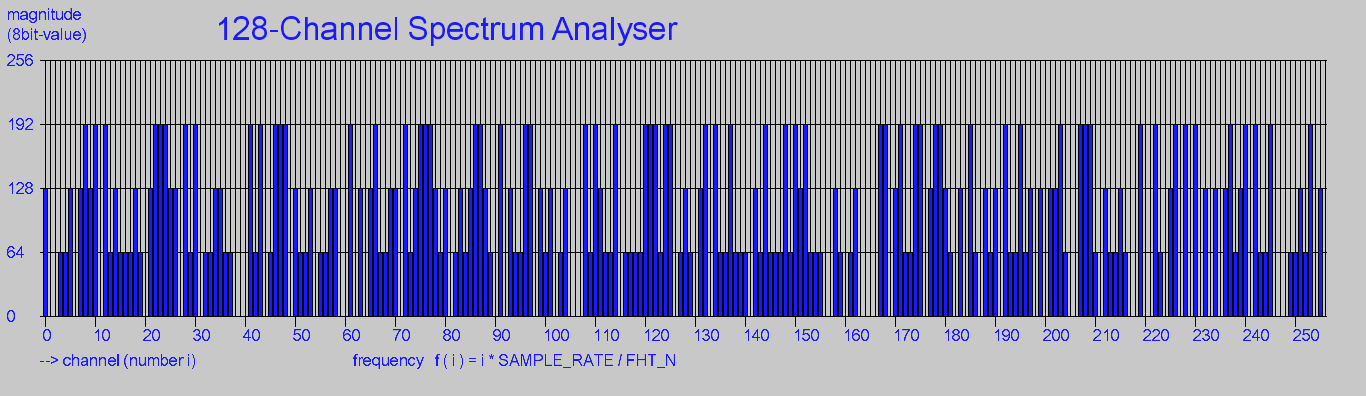 magnitude
(8bit-value)
128-Channel Spectrum Analyser
256
192
128
64
0
0 10 20 30 40 50 60 70 80 90 100 110 120 130 140 150 160 170 180 190 200 210 220 230 240 250
--> channel (number i) frequency f ( i ) = i * SAMPLE_RATE / FHT_N